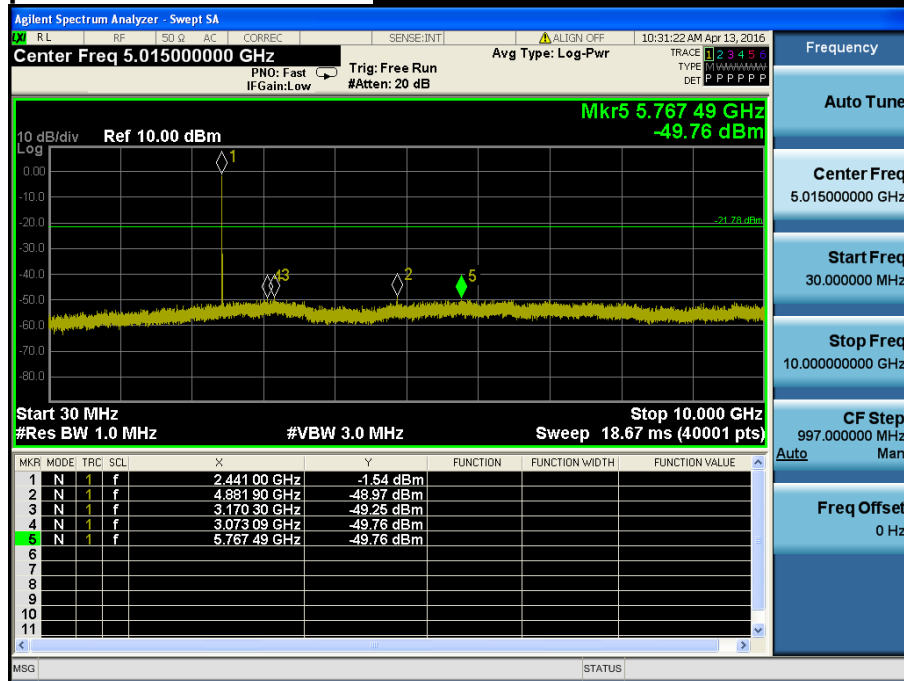 Agilent Spectrum Analyzer - Swept SA
LXI RL RF 50 Ω AC CORREC SENSE:INT ALIGN OFF 10:31:22 AM Apr 13, 2016
Center Freq 5.015000000 GHz
PNO: Fast
IFGain:Low
Trig: Free Run
#Atten: 20 dB
Avg Type: Log-Pwr
TRACE 1 2 3 4 5 6
TYPE MWWWWW
DET P P P P P P
Mkr5 5.767 49 GHz
-49.76 dBm
10 dB/div Ref 10.00 dBm
Log
1
0.00
-10.0
-20.0
-21.78 dBm
-30.0
-40.0
43 2 5
-50.0
-60.0
-70.0
-80.0
Start 30 MHz Stop 10.000 GHz
#Res BW 1.0 MHz #VBW 3.0 MHz Sweep 18.67 ms (40001 pts)
MKR MODE TRC SCL X Y FUNCTION FUNCTION WIDTH FUNCTION VALUE
1 N 1 f 2.441 00 GHz -1.54 dBm
2 N 1 f 4.881 90 GHz -48.97 dBm
3 N 1 f 3.170 30 GHz -49.25 dBm
4 N 1 f 3.073 09 GHz -49.76 dBm
5 N 1 f 5.767 49 GHz -49.76 dBm
6
7
8
9
10
11
MSG STATUS
Frequency
Auto Tune
Center Freq
5.015000000 GHz
Start Freq
30.000000 MHz
Stop Freq
10.000000000 GHz
CF Step
997.000000 MHz
Auto Man
Freq Offset
0 Hz